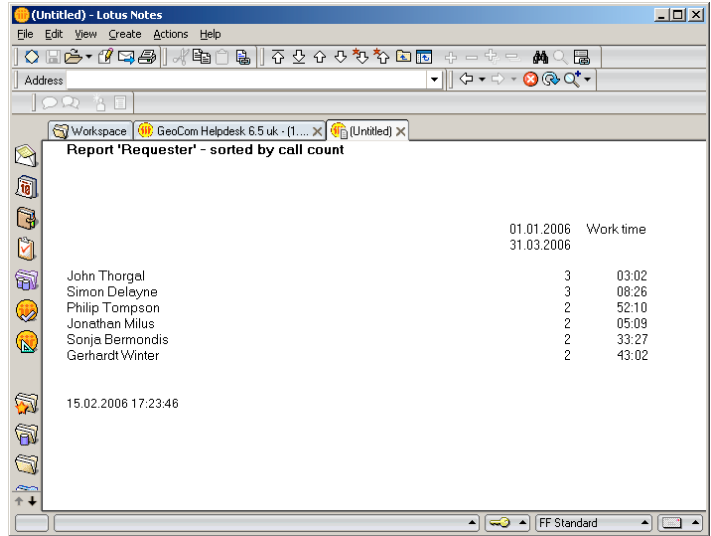 (Untitled) - Lotus Notes
File Edit View Create Actions Help
Address
Workspace GeoCom Helpdesk 6.5 uk - (1.... (Untitled)
Report 'Requester' - sorted by call count
01.01.2006 Work time
31.03.2006
John Thorgal 3 03:02
Simon Delayne 3 08:26
Philip Tompson 2 52:10
Jonathan Milus 2 05:09
Sonja Bermondis 2 33:27
Gerhardt Winter 2 43:02
15.02.2006 17:23:46
FF Standard